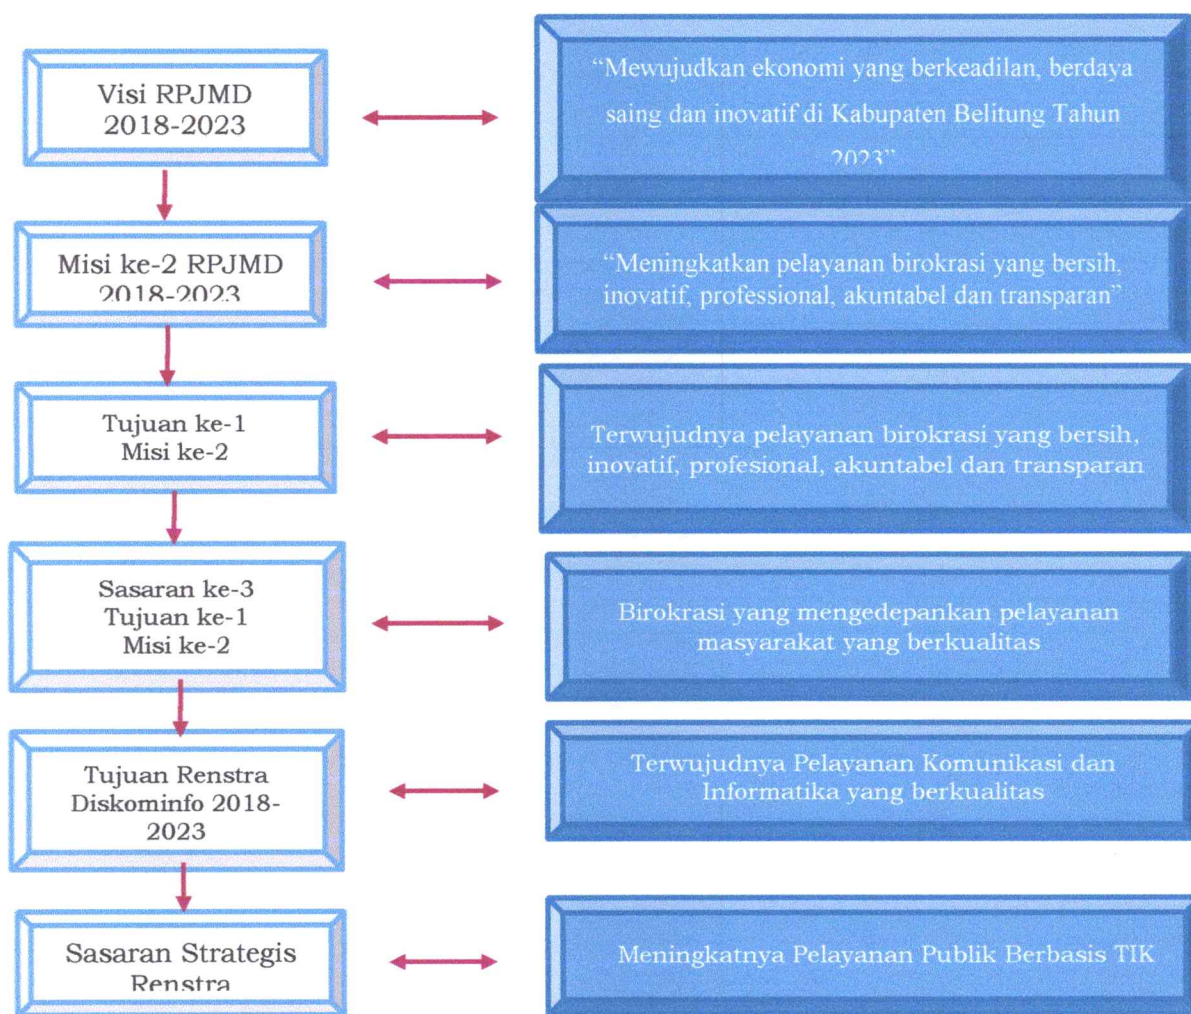 Visi RPJMD
2018-2023
“Mewujudkan ekonomi yang berkeadilan, berdaya
saing dan inovatif di Kabupaten Belitung Tahun
2023”
Misi ke-2 RPJMD
2018-2023
“Meningkatkan pelayanan birokrasi yang bersih,
inovatif, professional, akuntabel dan transparan”
Tujuan ke-1
Misi ke-2
Terwujudnya pelayanan birokrasi yang bersih,
inovatif, profesional, akuntabel dan transparan
Sasaran ke-3
Tujuan ke-1
Misi ke-2
Birokrasi yang mengedepankan pelayanan
masyarakat yang berkualitas
Tujuan Renstra
Diskominfo 2018-
2023
Terwujudnya Pelayanan Komunikasi dan
Informatika yang berkualitas
Sasaran Strategis
Renstra
Meningkatnya Pelayanan Publik Berbasis TIK